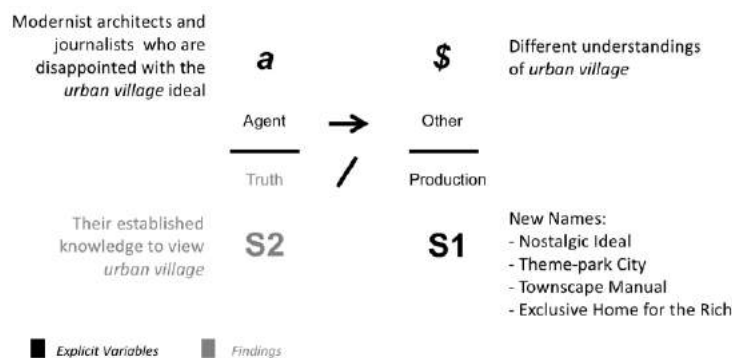 Modernist architects and
journalists who are
disappointed with the
urban village ideal
a
$
Different understandings
of urban village
Agent
Other
Truth
/
Production
Their established
knowledge to view
urban village
S2
S1
New Names:
- Nostalgic Ideal
- Theme-park City
- Townscape Manual
- Exclusive Home for the Rich
Explicit Variables
Findings